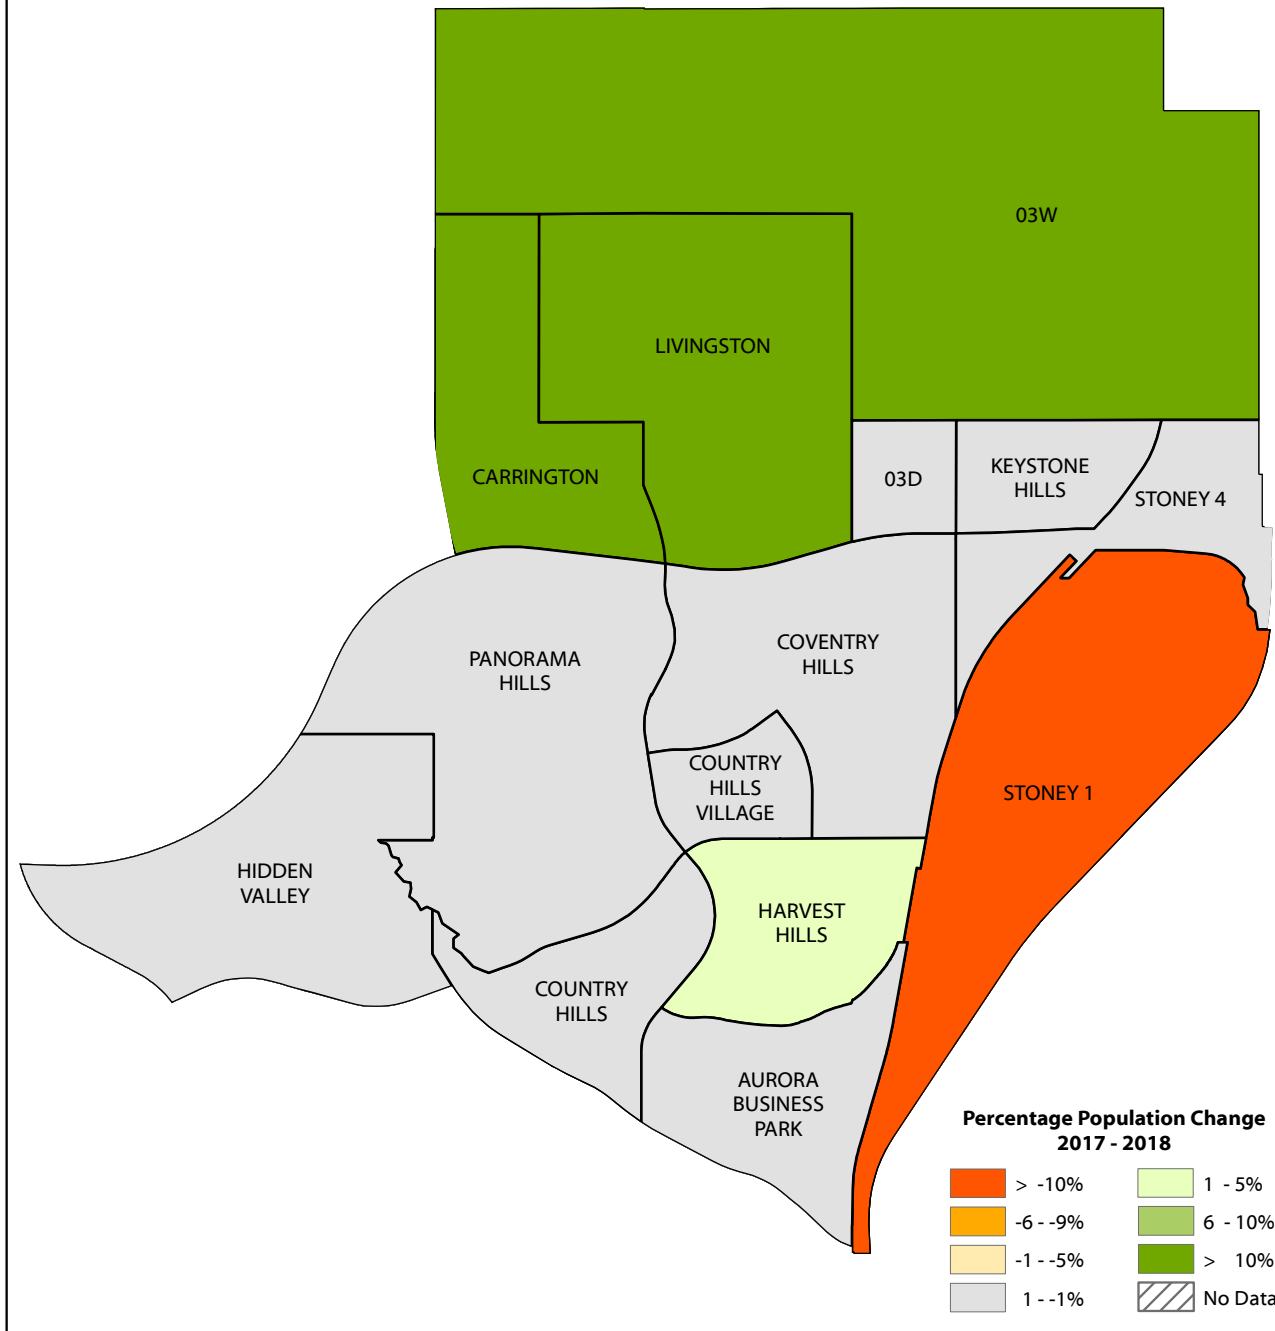 03W
LIVINGSTON
CARRINGTON
03D
KEYSTONE
HILLS
STONEY 4
PANORAMA
HILLS
COVENTRY
HILLS
COUNTRY
HILLS
VILLAGE
STONEY 1
HIDDEN
VALLEY
HARVEST
HILLS
COUNTRY
HILLS
AURORA
BUSINESS
PARK
Percentage Population Change
2017 - 2018
> -10%
-6 - -9%
-1 - -5%
1 - -1%
1 - 5%
6 - 10%
> 10%
No Data